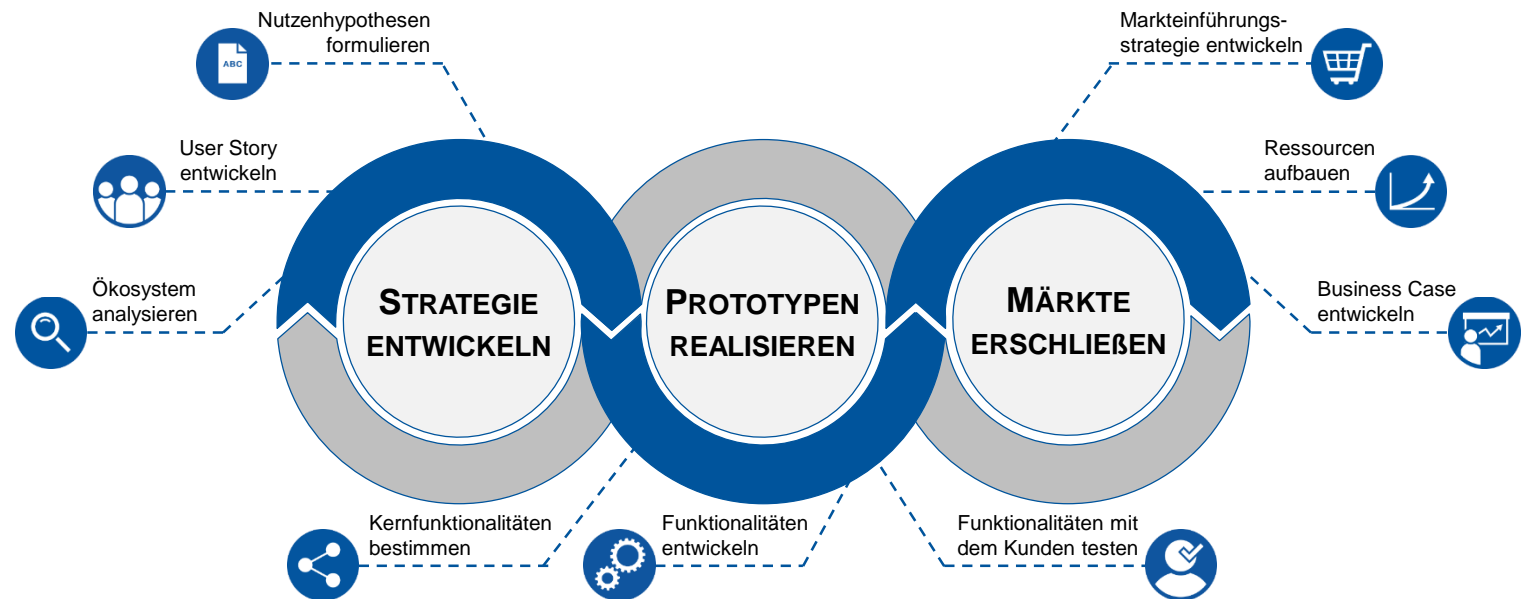 Nutzenhypothesen
formulieren
ABC
User Story
entwickeln
Ökosystem
analysieren
STRATEGIE
ENTWICKELN
Kernfunktionalitäten
bestimmen
PROTOTYPEN
REALISIEREN
Funktionalitäten
entwickeln
Funktionalitäten mit
dem Kunden testen
MÄRKTE
ERSCHLIEßEN
Markteinführungs-
strategie entwickeln
Ressourcen
aufbauen
Business Case
entwickeln